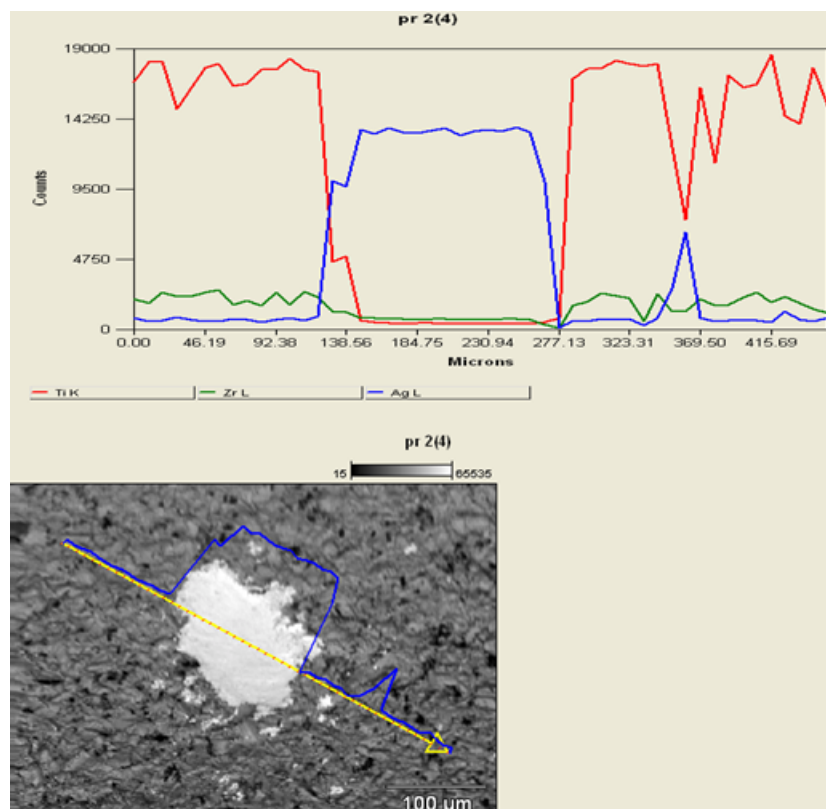 pr 2(4)
19000
14250
9500
4750
0
Counts
0.00 46.19 92.38 138.56 184.75 230.94 277.13 323.31 369.50 415.69
Microns
Ti K Zr L Ag L
pr 2(4)
15 65535
100 um